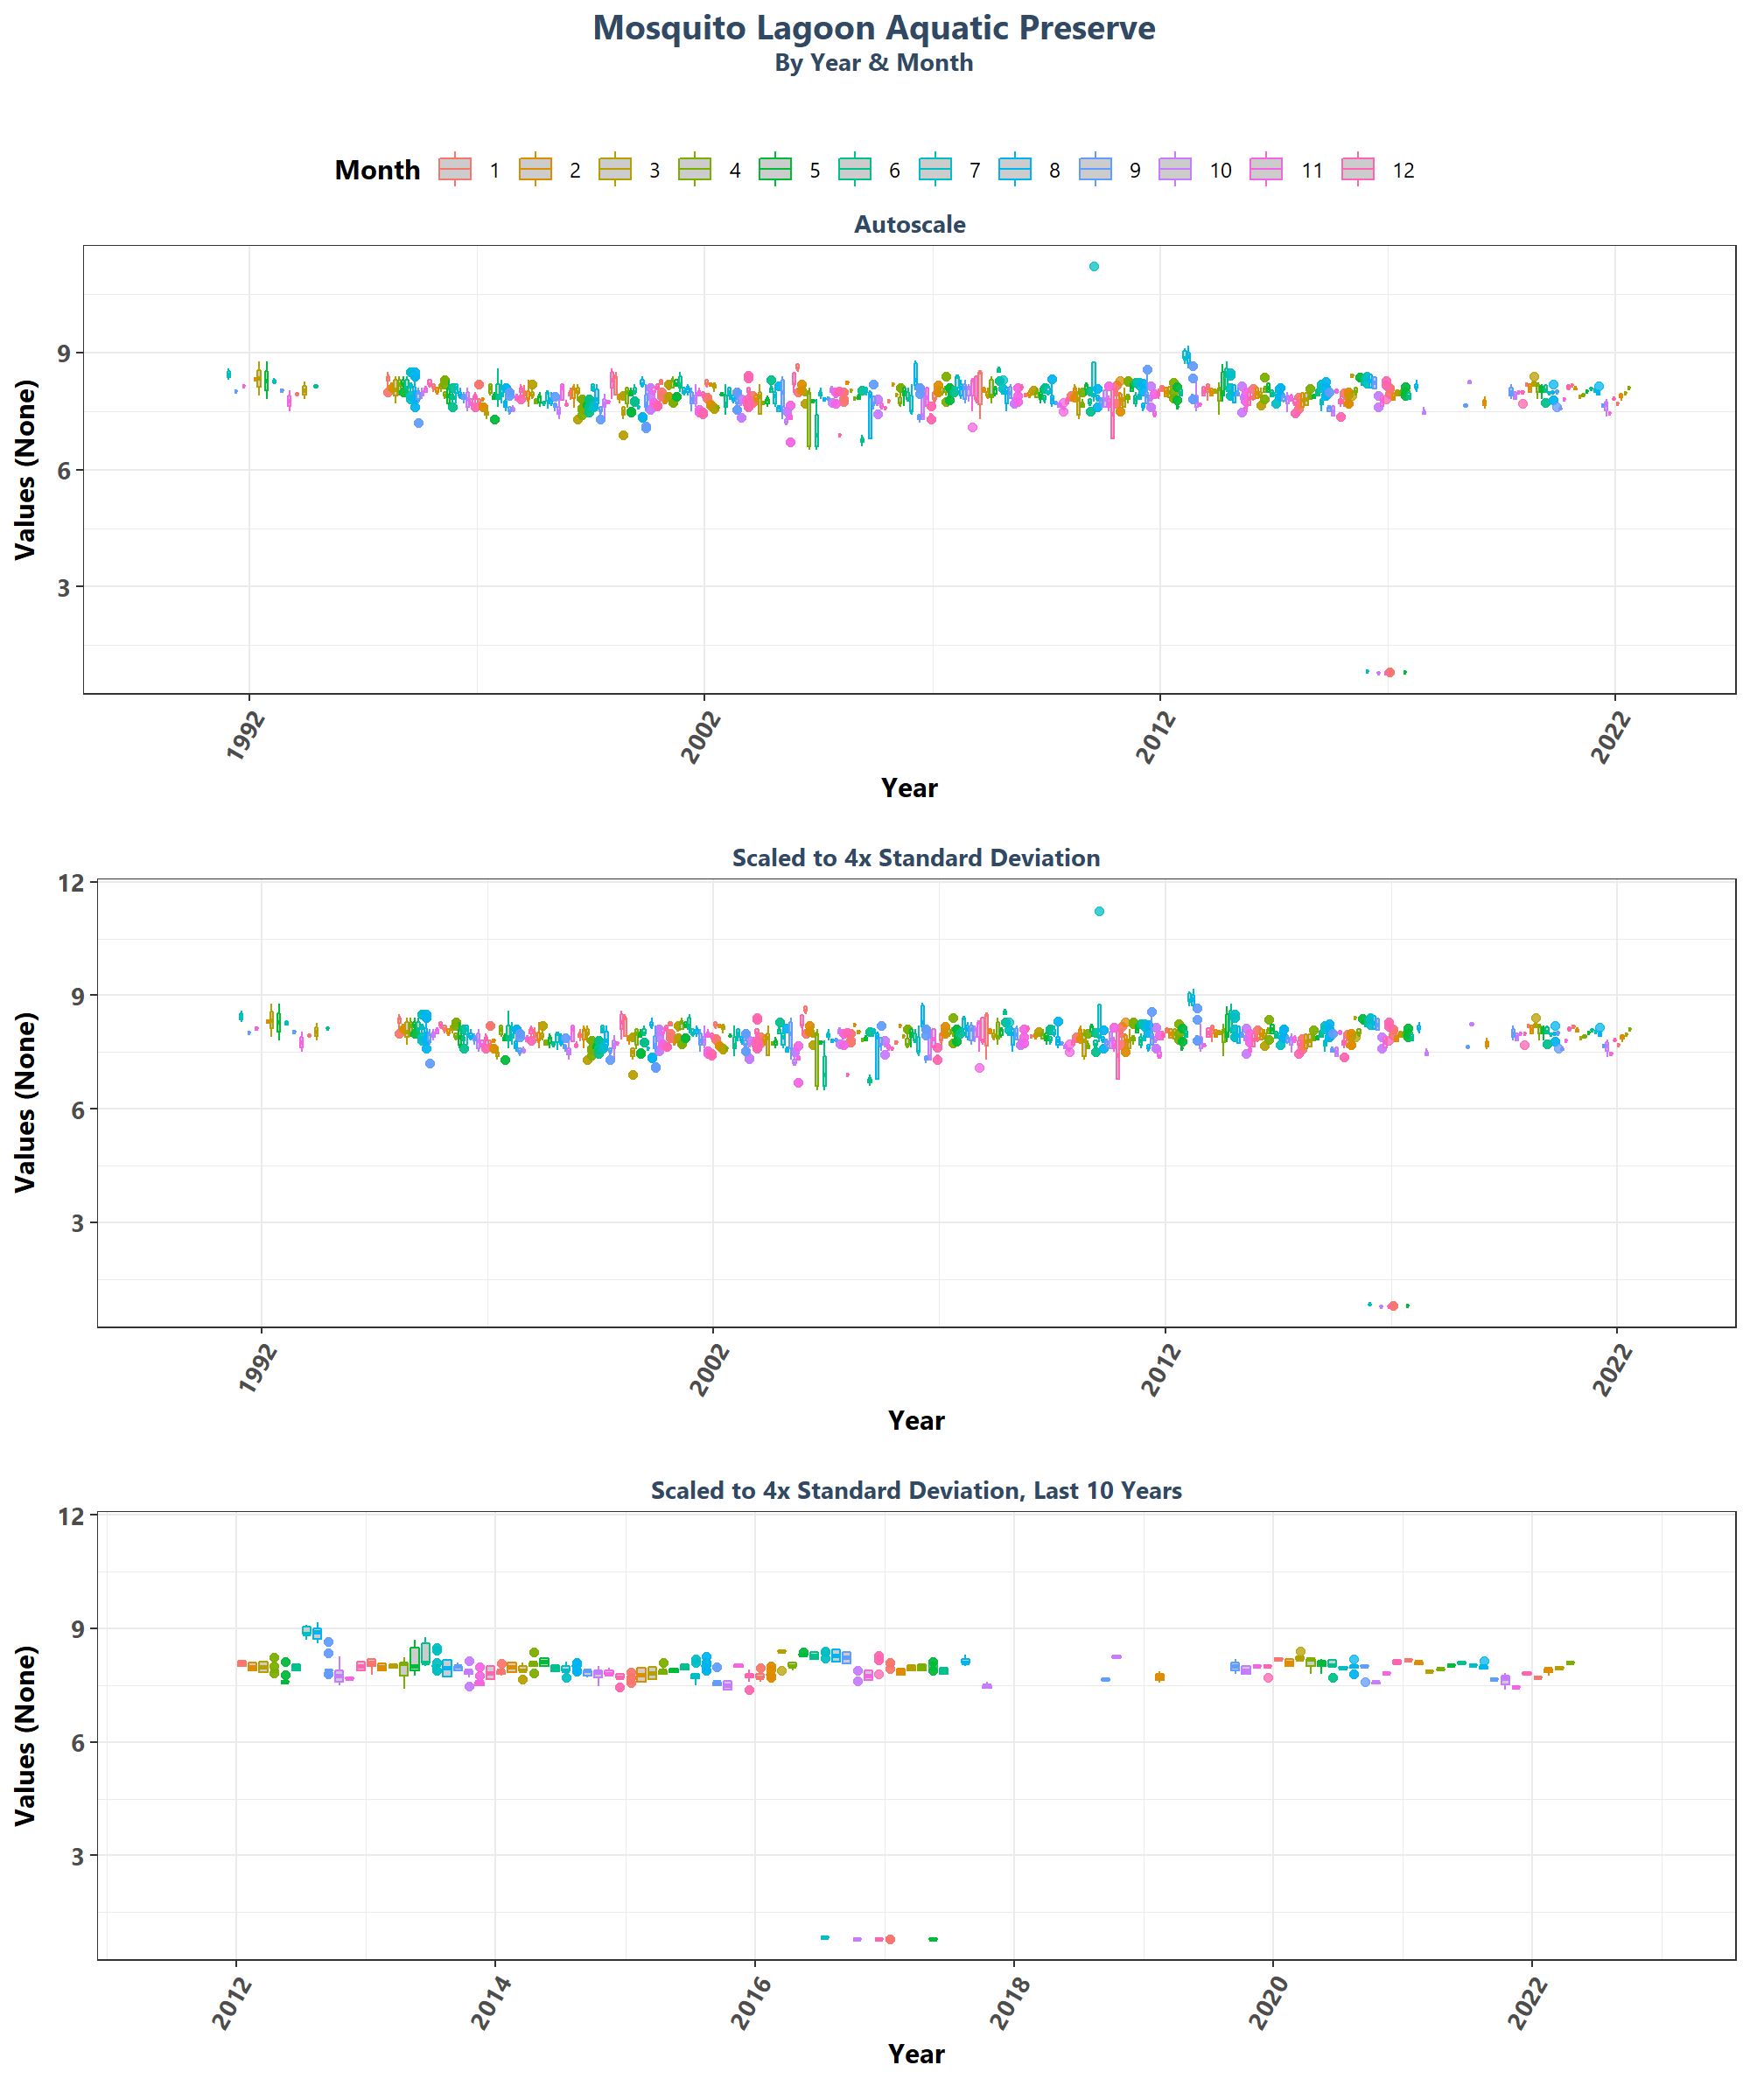 Mosquito Lagoon Aquatic Preserve
By Year & Month
Month 1 2 3 4 5 6 7 8 9 10 11 12
Autoscale
Values (None)
9
6
3
1992 2002 2012 2022
Year
Scaled to 4x Standard Deviation
Values (None)
12
9
6
3
1992 2002 2012 2022
Year
Scaled to 4x Standard Deviation, Last 10 Years
Values (None)
12
9
6
3
2012 2014 2016 2018 2020 2022
Year